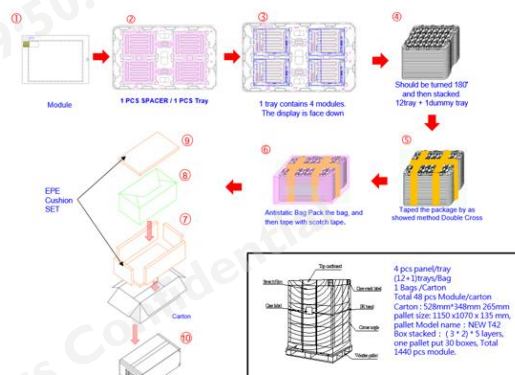 ①
②
③
④
Module
1 PCS SPACER / 1 PCS Tray
1 tray contains 4 modules.
The display is face down
Should be turned 180°
and then stacked.
12tray + 1dummy tray
⑨
⑥
⑤
⑧
EPE
Cushion
SET
Antistatic Bag Pack the bag, and
then tape with scotch tape.
Taped the package by as
showed method Double Cross
⑦
Carton
Top cardboard
4 pcs panel/tray
(12+1)trays/Bag
1 Bags /Carton
Total 48 pcs Module/carton
Carton : 528mm*348mm 265mm
pallet size: 1150 x1070 x 135 mm,
pallet Model name : NEW T42
Box stacked : ( 3 * 2) * 5 layers,
one pallet put 30 boxes, Total
1440 pcs module.
Case label
Corner angle
Wooden pallet
⑩
Confidential